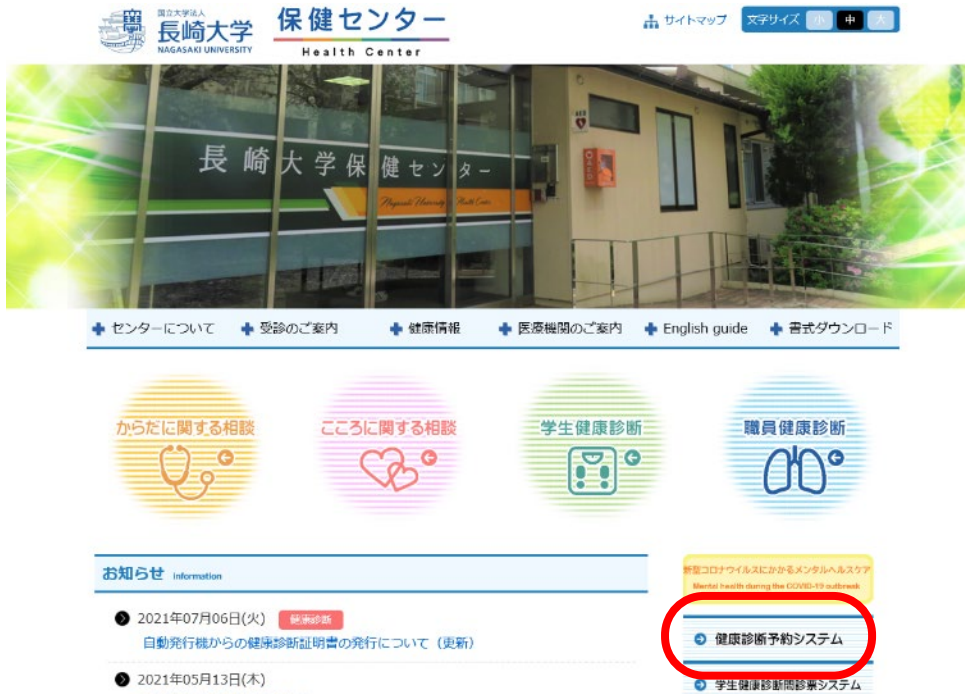 国立大学法人
長崎大学
NAGASAKI UNIVERSITY
保健センター
Health Center
サイトマップ
文字サイズ 小 中 大
長崎大学保健センター
Nagasaki University Health Center
AED
センターについて
受診のご案内
健康情報
医療機関のご案内
English guide
書式ダウンロード
からだに関する相談
こころに関する相談
学生健康診断
職員健康診断
お知らせ information
新型コロナウイルスにかかるメンタルヘルスケア
Mental health during the COVID-19 outbreak
2021年07月06日(火) 健康診断
自動発行機からの健康診断証明書の発行について（更新）
健康診断予約システム
2021年05月13日(木)
学生健康診断問診票システム